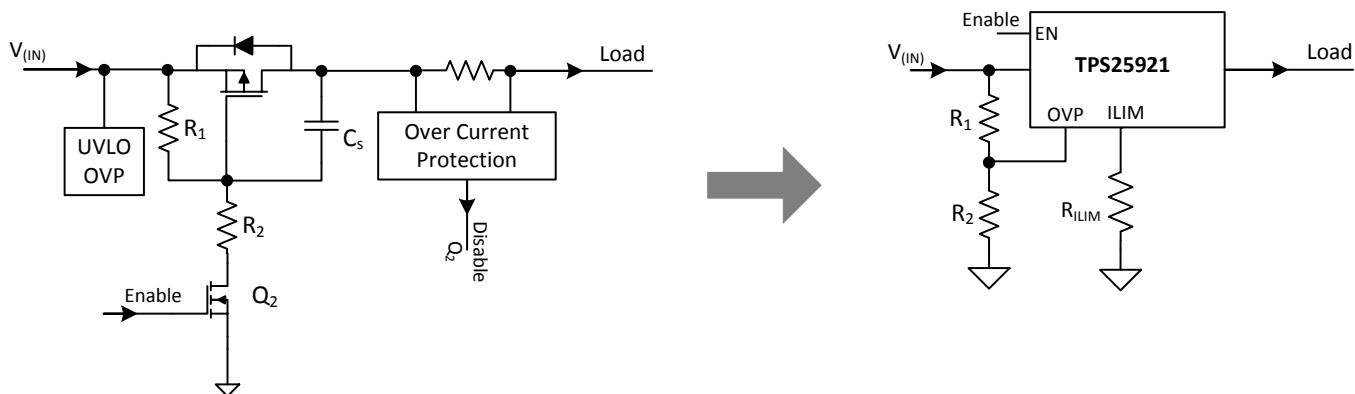 V(IN)
Load
R1
Cs
UVLO
OVP
Over Current
Protection
R2
Disable
Q2
Enable
Q2
Enable
EN
TPS25921
V(IN)
Load
OVP
ILIM
R1
R2
RILIM